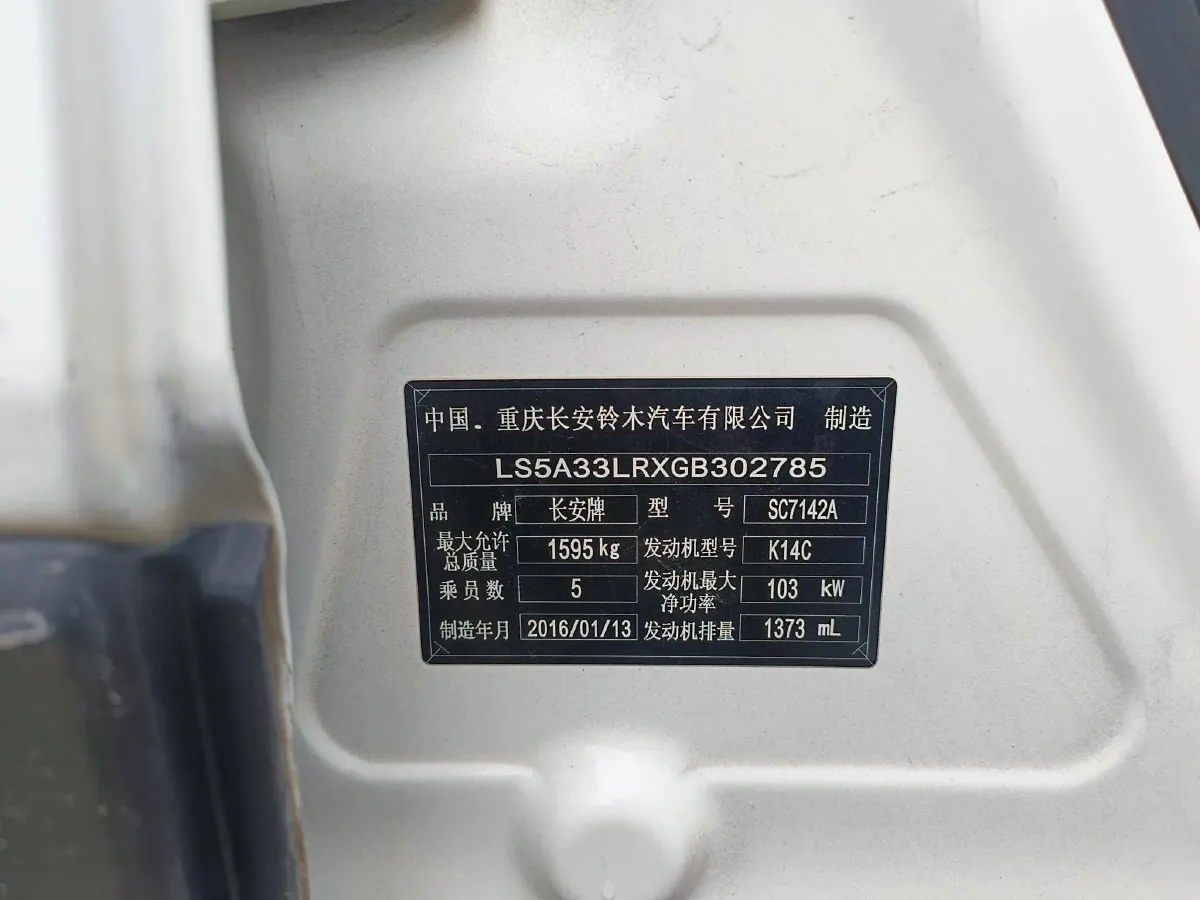 中国. 重庆长安铃木汽车有限公司 制造
LS5A33LRXGB302785
品 牌 长安牌 型 号 SC7142A
最大允许总质量 1595 kg 发动机型号 K14C
乘员数 5 发动机最大净功率 103 kW
制造年月 2016/01/13 发动机排量 1373 mL